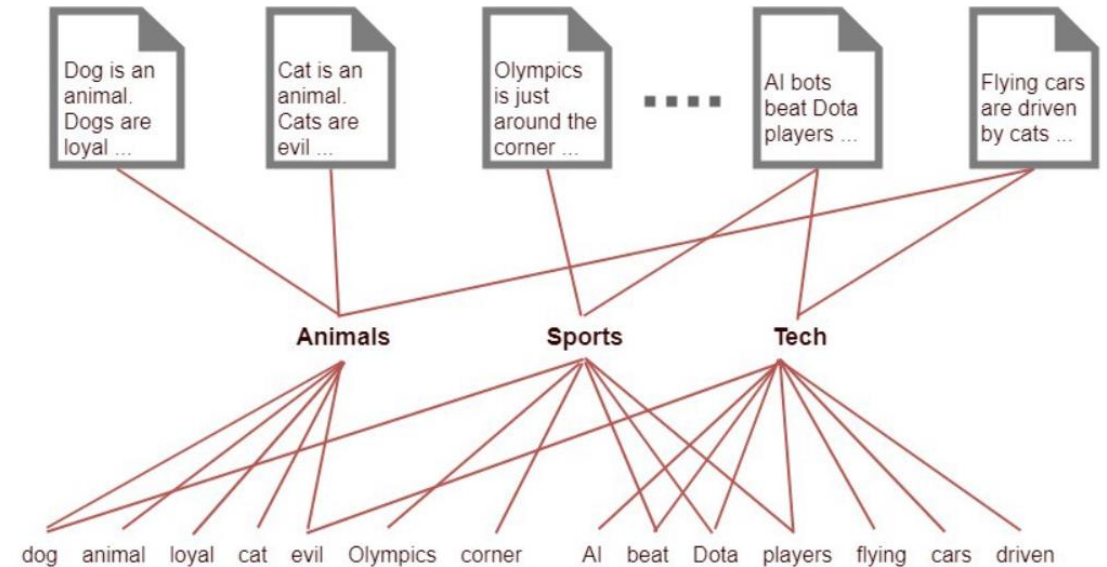 Dog is an
animal.
Dogs are
loyal ...
Cat is an
animal.
Cats are
evil ...
Olympics
is just
around the
corner ...
AI bots
beat Dota
players ...
Flying cars
are driven
by cats ...
Animals
Sports
Tech
dog animal loyal cat evil Olympics corner AI beat Dota players flying cars driven